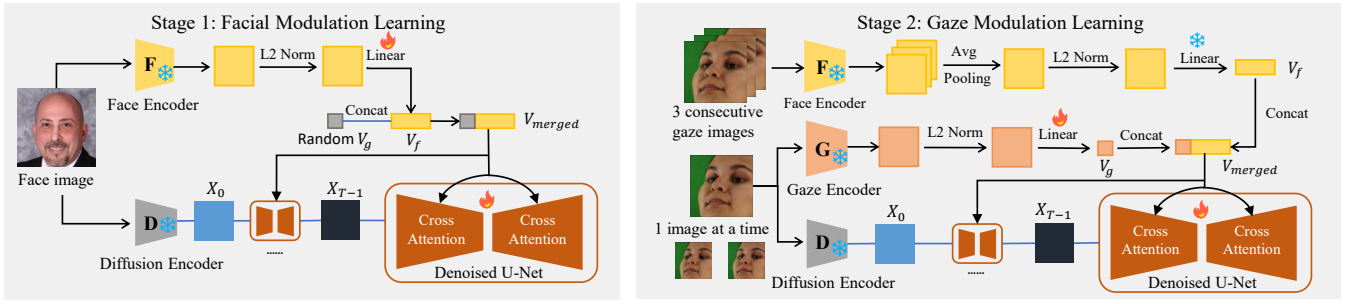 Stage 1: Facial Modulation Learning
F
Face Encoder
L2 Norm
Linear
Concat
Random V_g
V_f
V_merged
Face image
X_0
X_{T-1}
D
Diffusion Encoder
......
Cross
Attention
Cross
Attention
Denoised U-Net
Stage 2: Gaze Modulation Learning
3 consecutive
gaze images
F
Face Encoder
Avg
Pooling
L2 Norm
Linear
V_f
Concat
G
Gaze Encoder
L2 Norm
Linear
V_g
Concat
V_merged
1 image at a time
X_0
X_{T-1}
D
Diffusion Encoder
......
Cross
Attention
Cross
Attention
Denoised U-Net